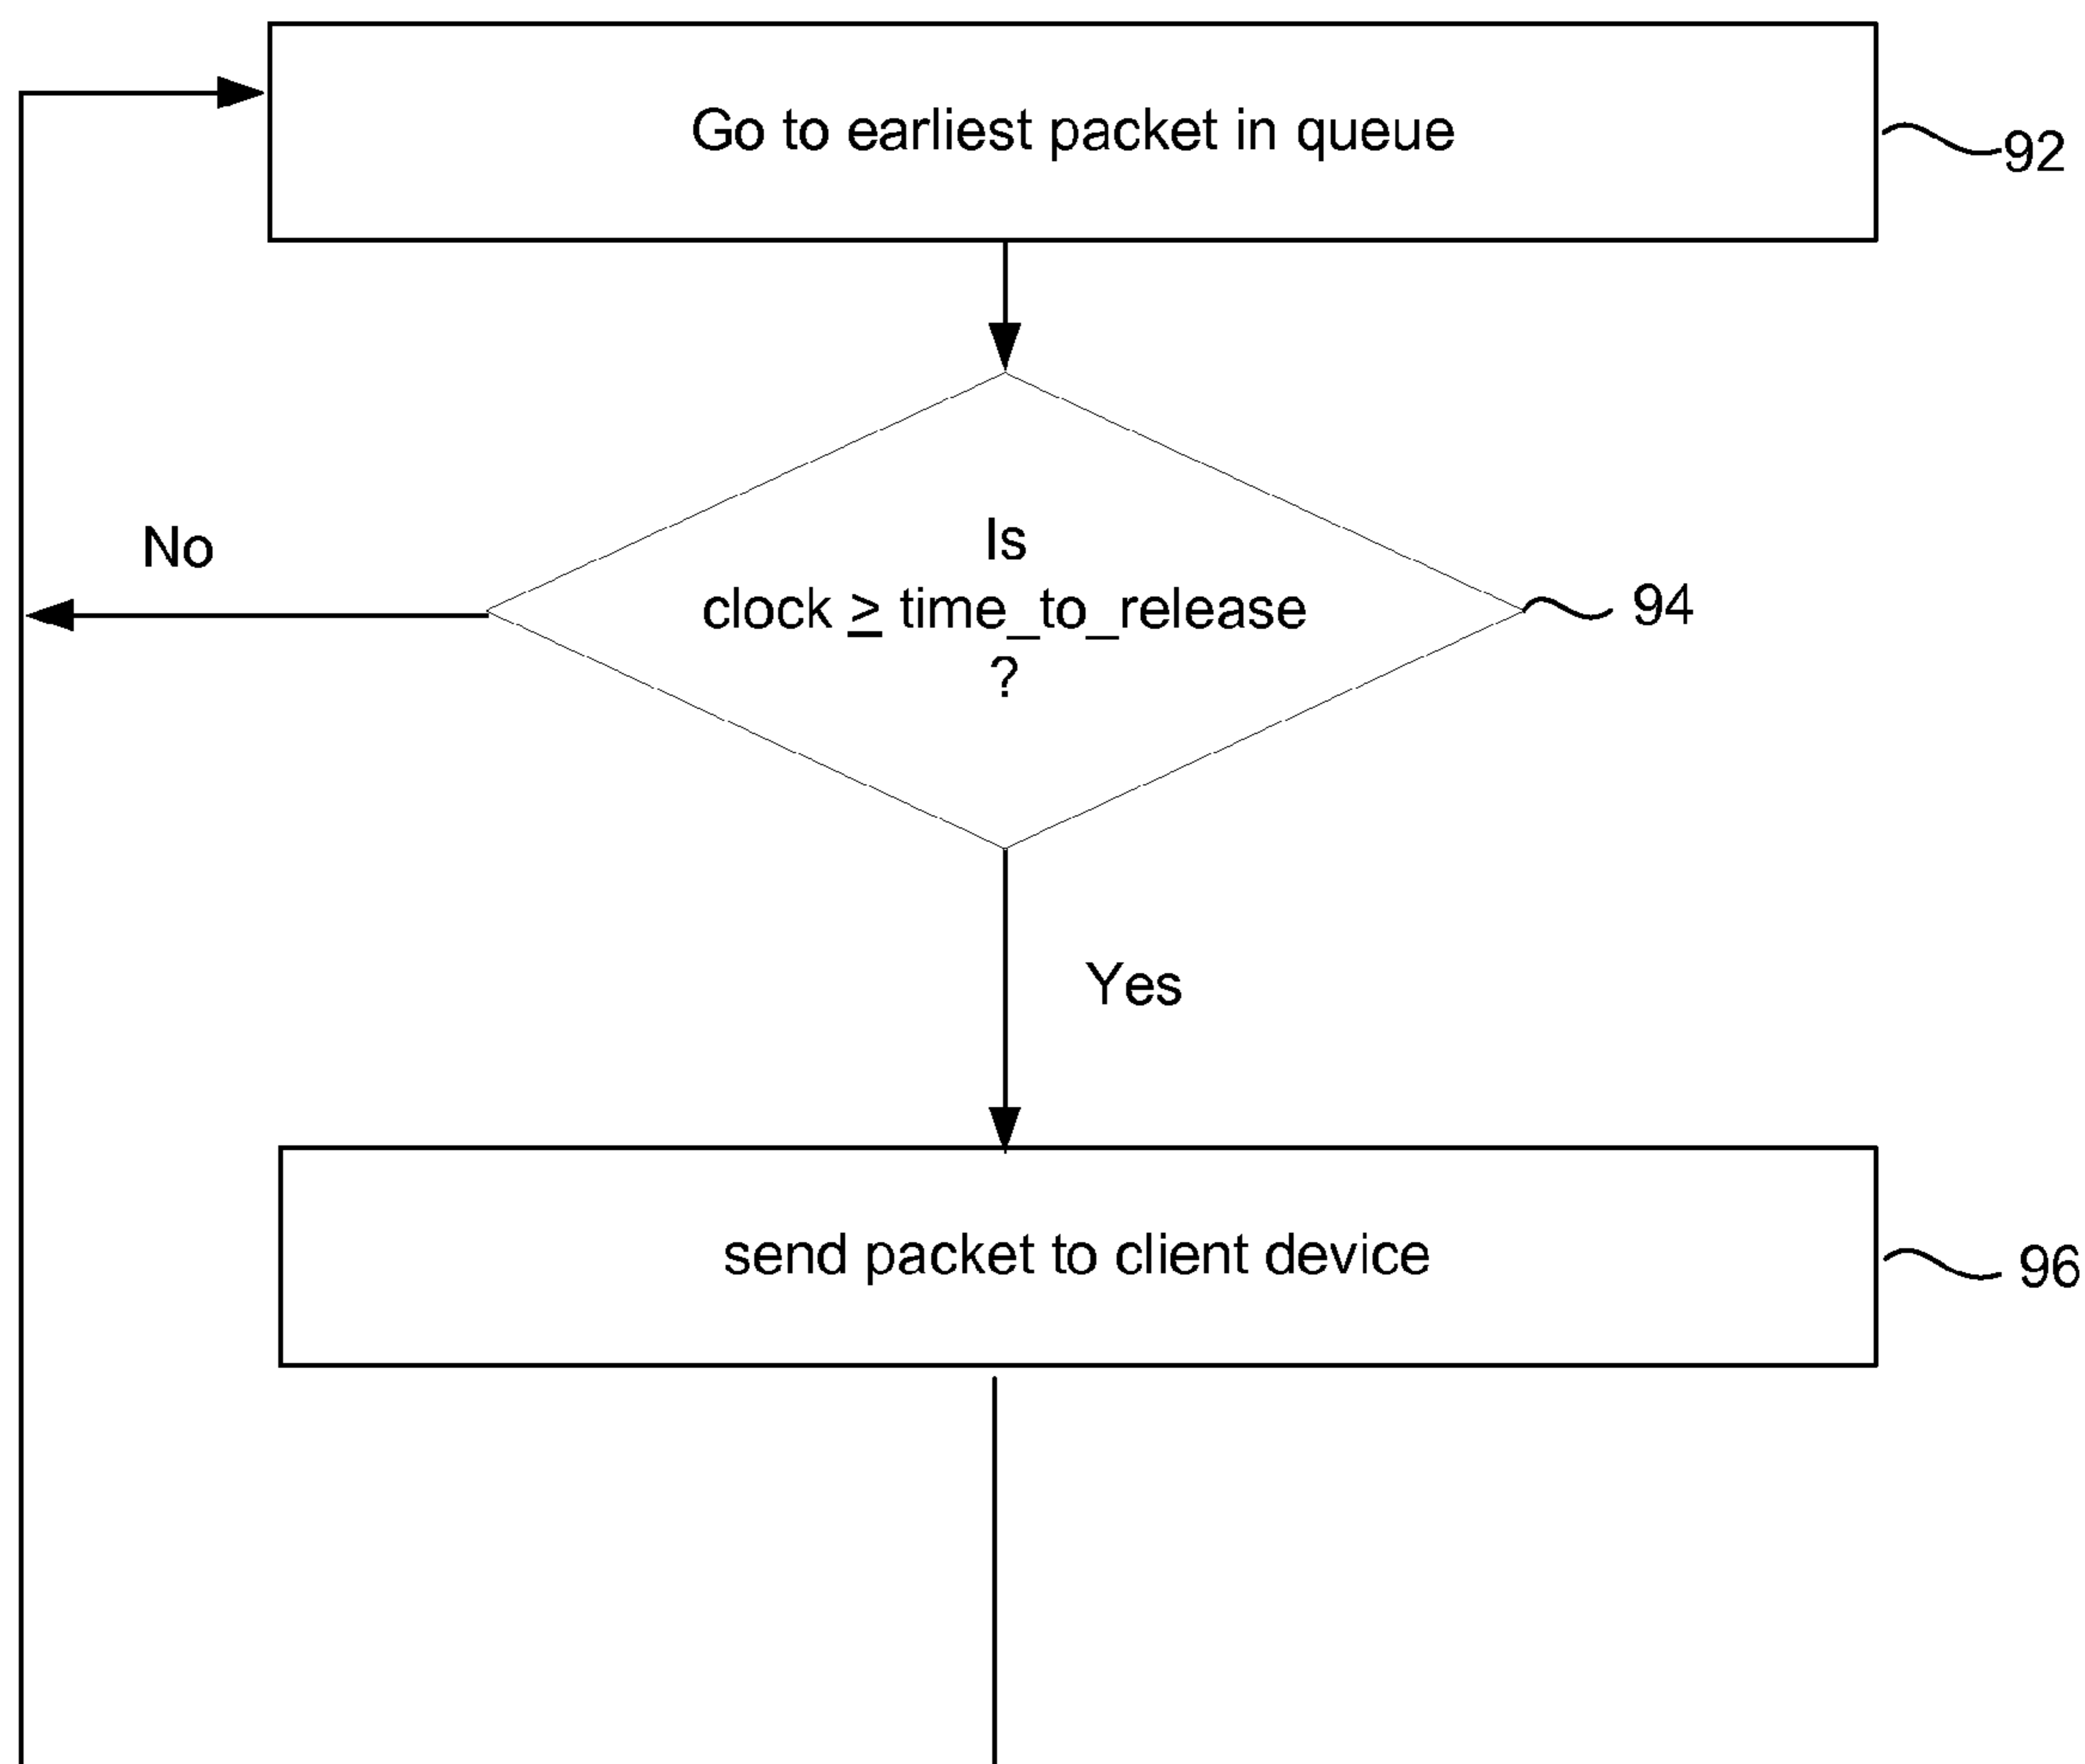 Go to earliest packet in queue
92
No
Is
clock ≥ time_to_release
?
94
Yes
send packet to client device
96